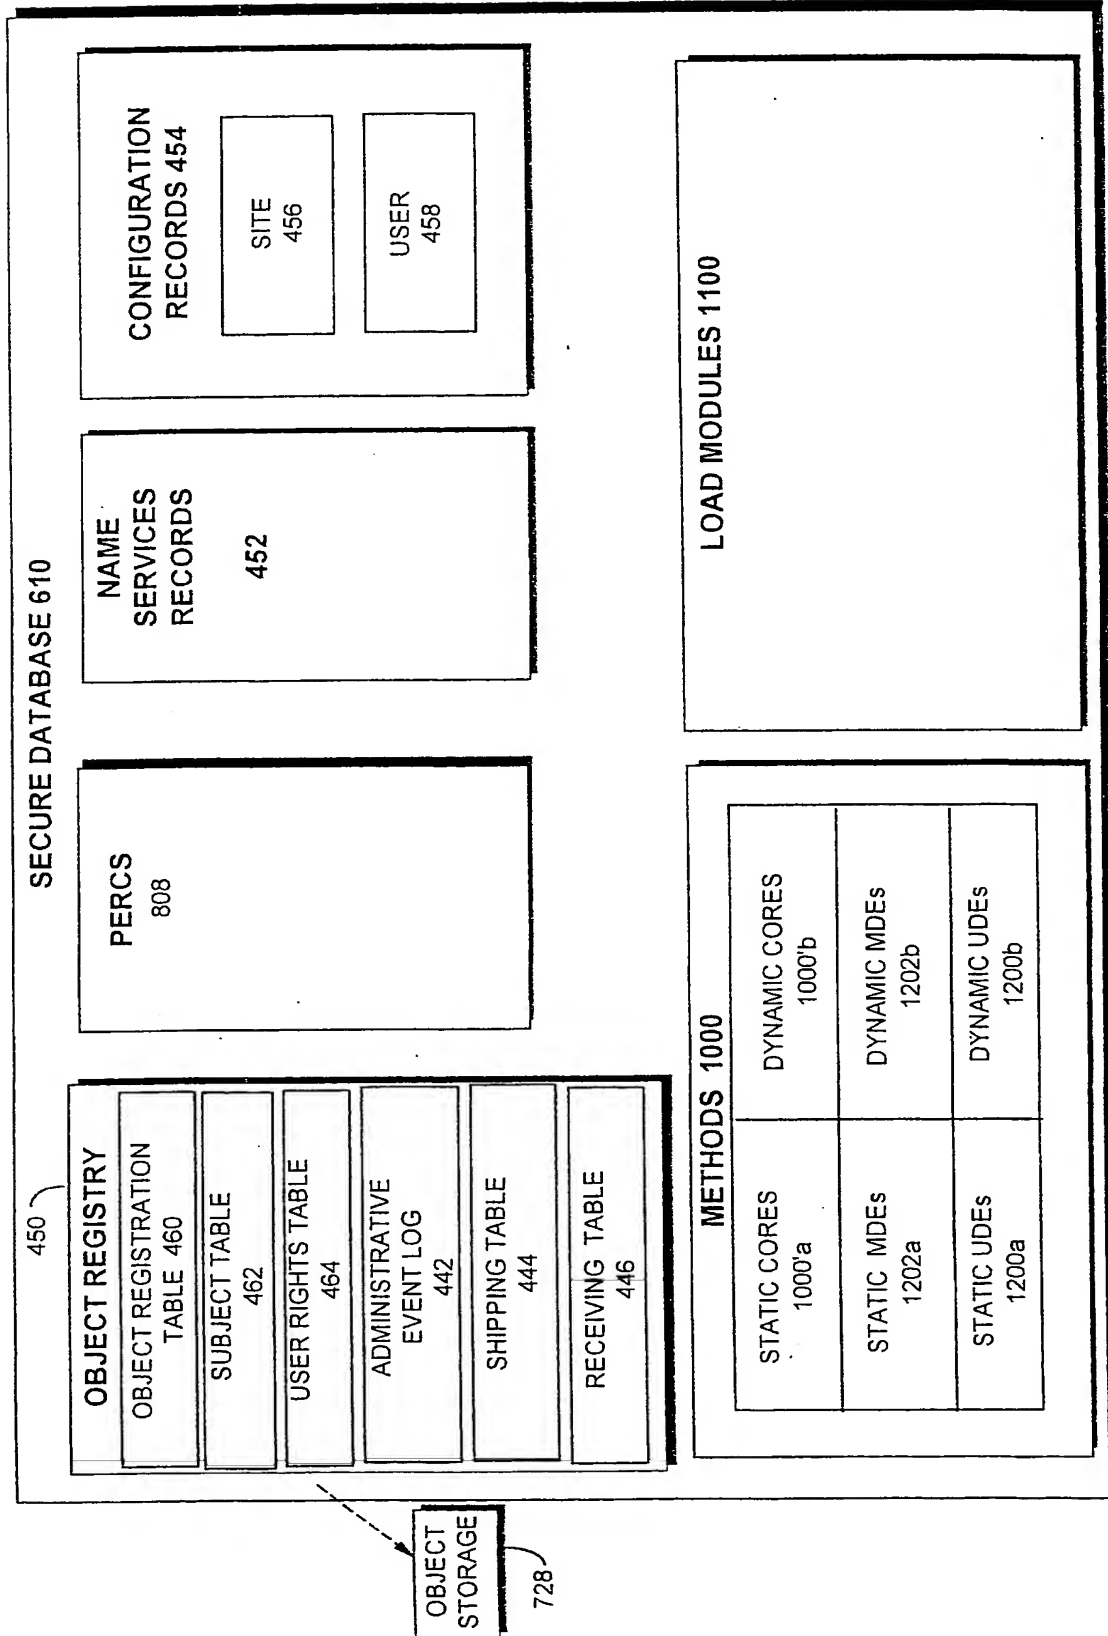 SECURE DATABASE 610
450
OBJECT REGISTRY
OBJECT REGISTRATION
TABLE 460
SUBJECT TABLE
462
USER RIGHTS TABLE
464
ADMINISTRATIVE
EVENT LOG
442
SHIPPING TABLE
444
RECEIVING TABLE
446
PERCS
808
NAME
SERVICES
RECORDS
452
CONFIGURATION
RECORDS 454
SITE
456
USER
458
OBJECT
STORAGE
728
METHODS 1000
STATIC CORES
1000'a
DYNAMIC CORES
1000'b
STATIC MDEs
1202a
DYNAMIC MDEs
1202b
STATIC UDEs
1200a
DYNAMIC UDEs
1200b
LOAD MODULES 1100